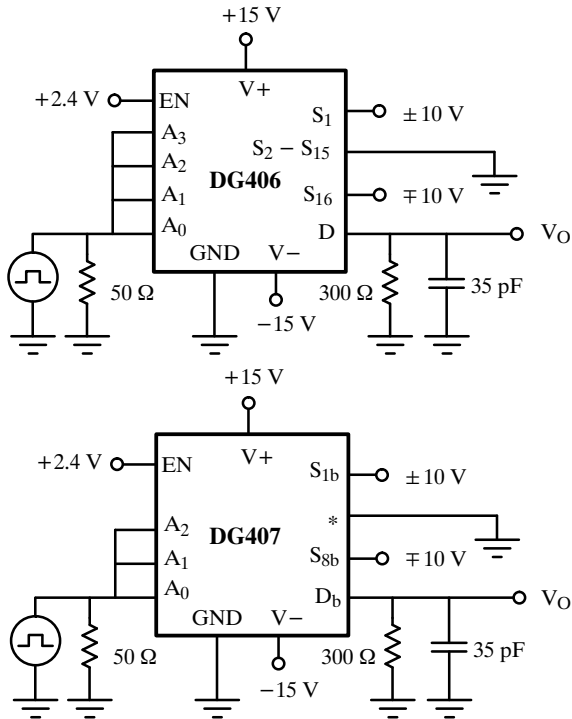 +15 V
V+
+2.4 V EN
A3
A2
A1
A0
DG406
S1 ±10 V
S2 − S15
S16 ∓10 V
D VO
GND V−
50 Ω
−15 V
300 Ω
35 pF
+15 V
V+
+2.4 V EN
A2
A1
A0
DG407
S1b ±10 V
*
S8b ∓10 V
Db VO
GND V−
50 Ω
−15 V
300 Ω
35 pF